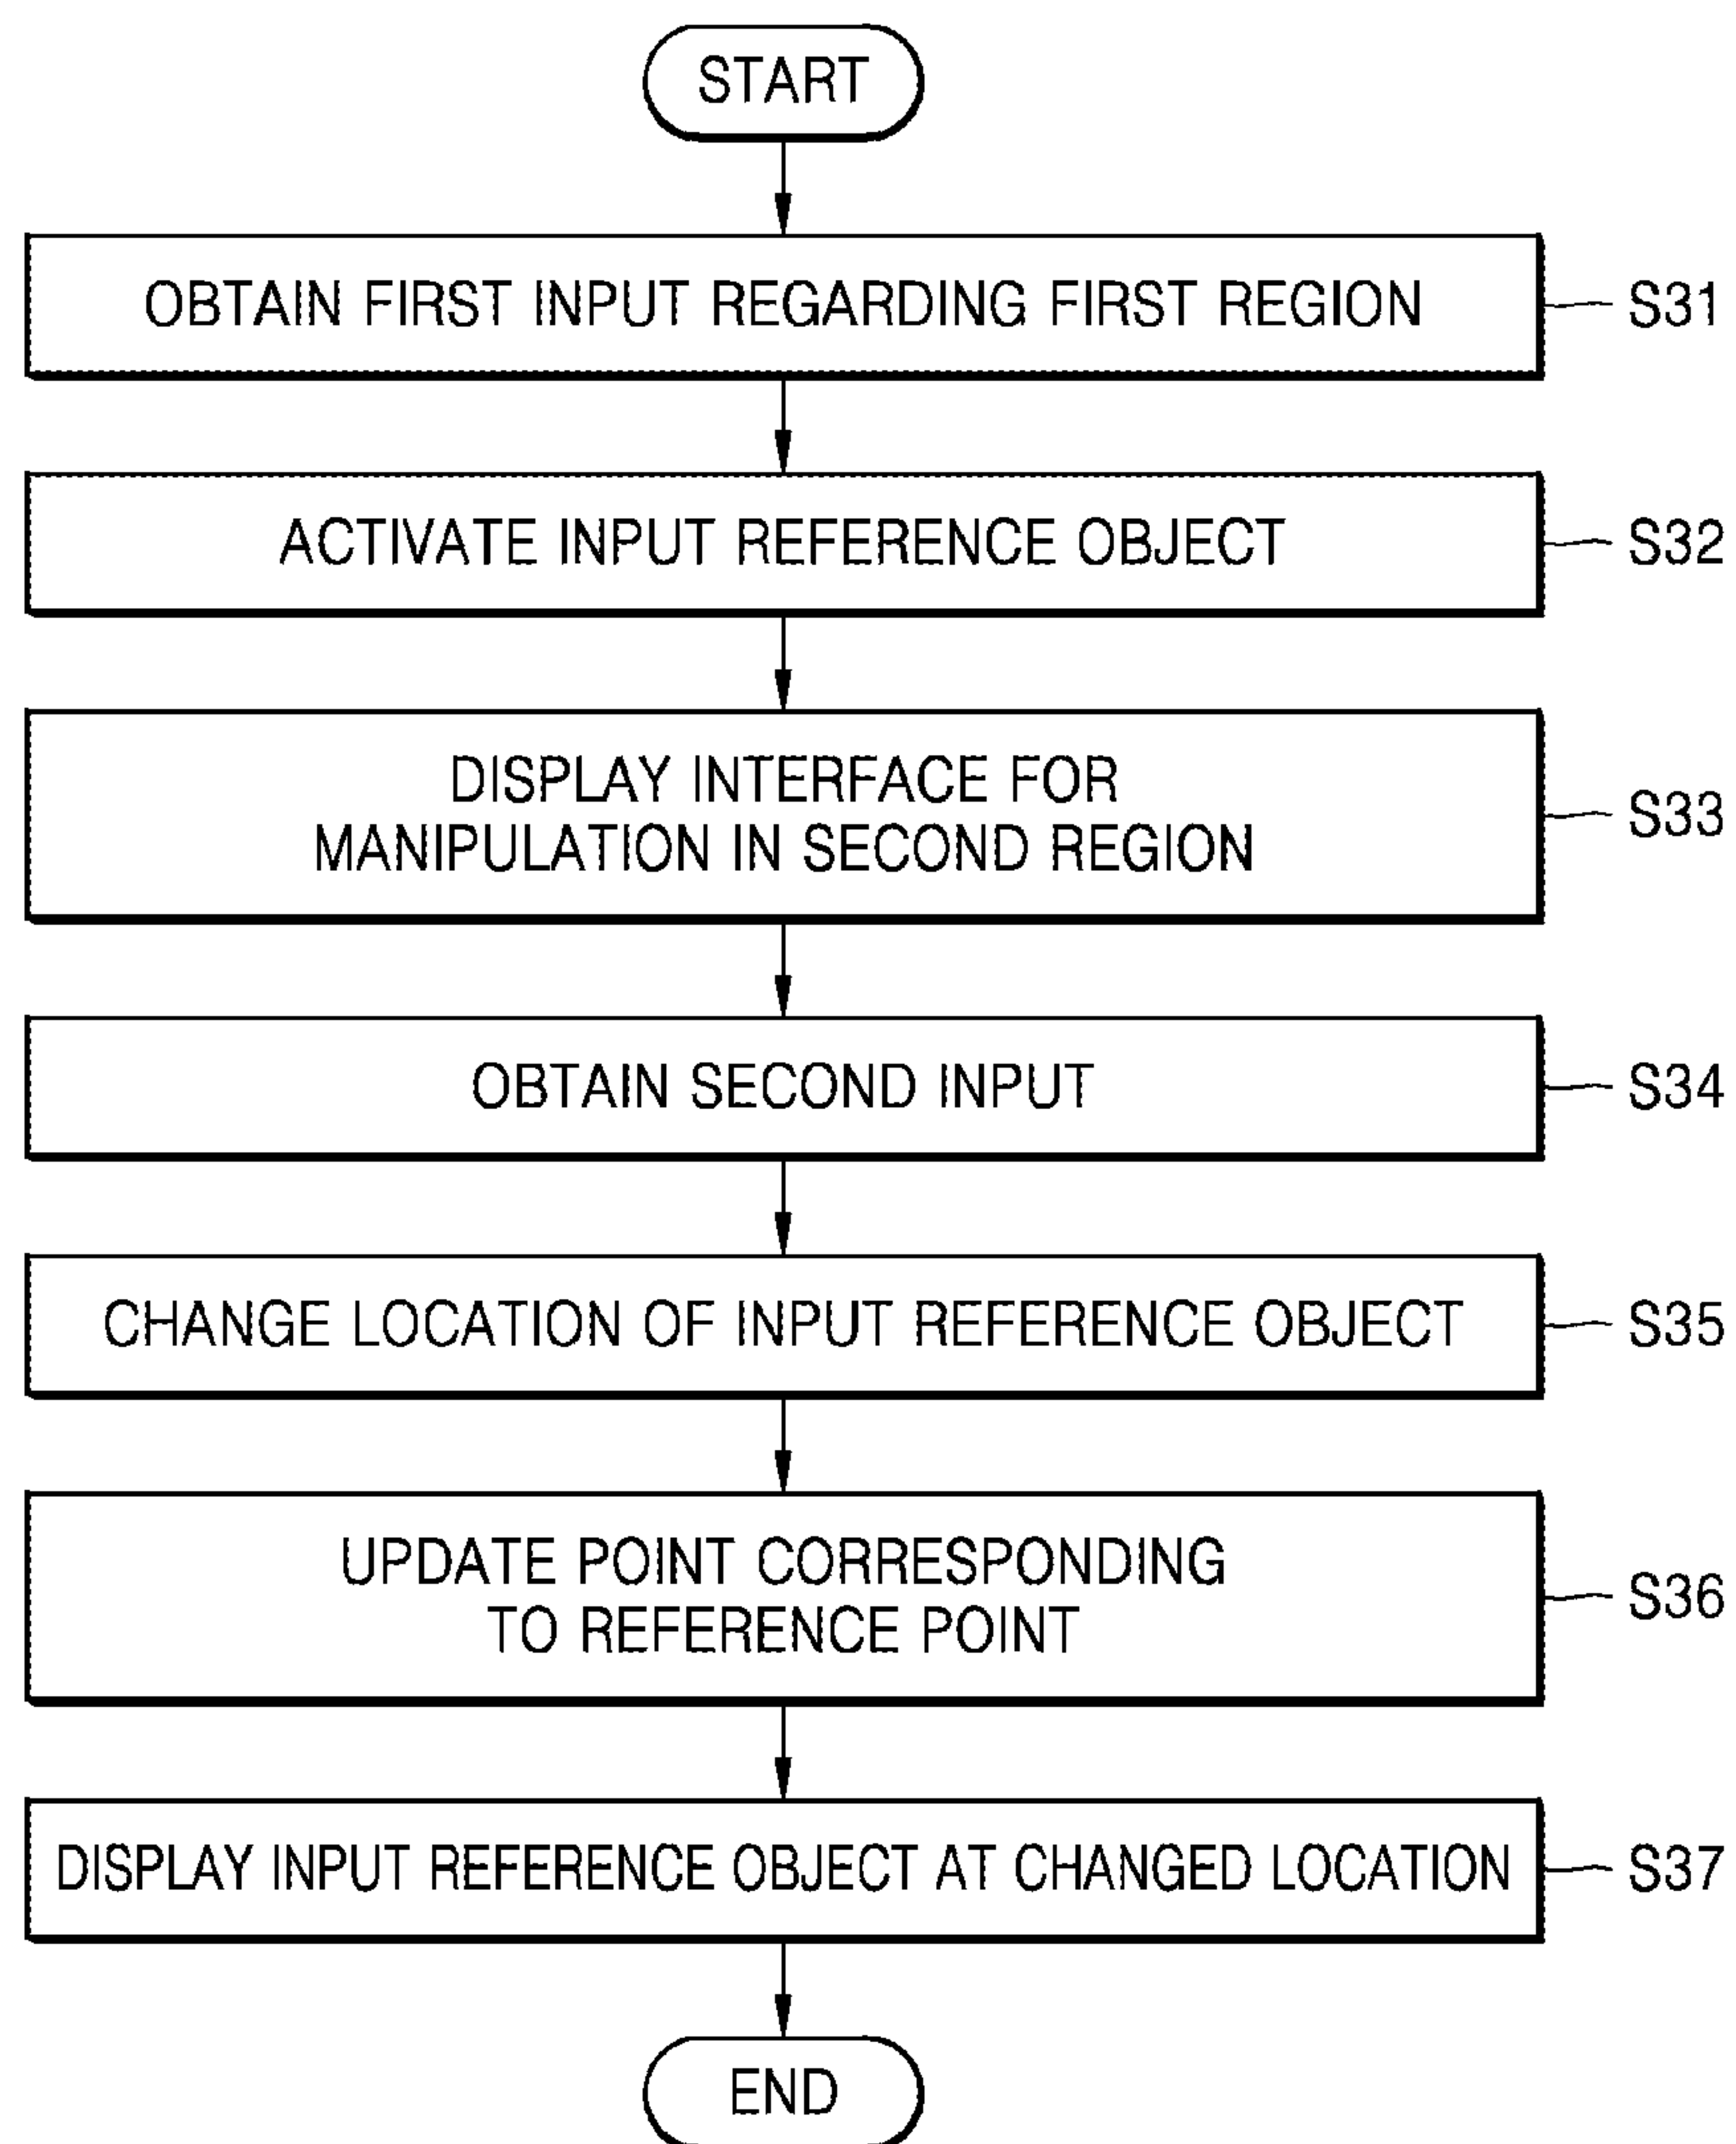 START
OBTAIN FIRST INPUT REGARDING FIRST REGION
S31
ACTIVATE INPUT REFERENCE OBJECT
S32
DISPLAY INTERFACE FOR
MANIPULATION IN SECOND REGION
S33
OBTAIN SECOND INPUT
S34
CHANGE LOCATION OF INPUT REFERENCE OBJECT
S35
UPDATE POINT CORRESPONDING
TO REFERENCE POINT
S36
DISPLAY INPUT REFERENCE OBJECT AT CHANGED LOCATION
S37
END